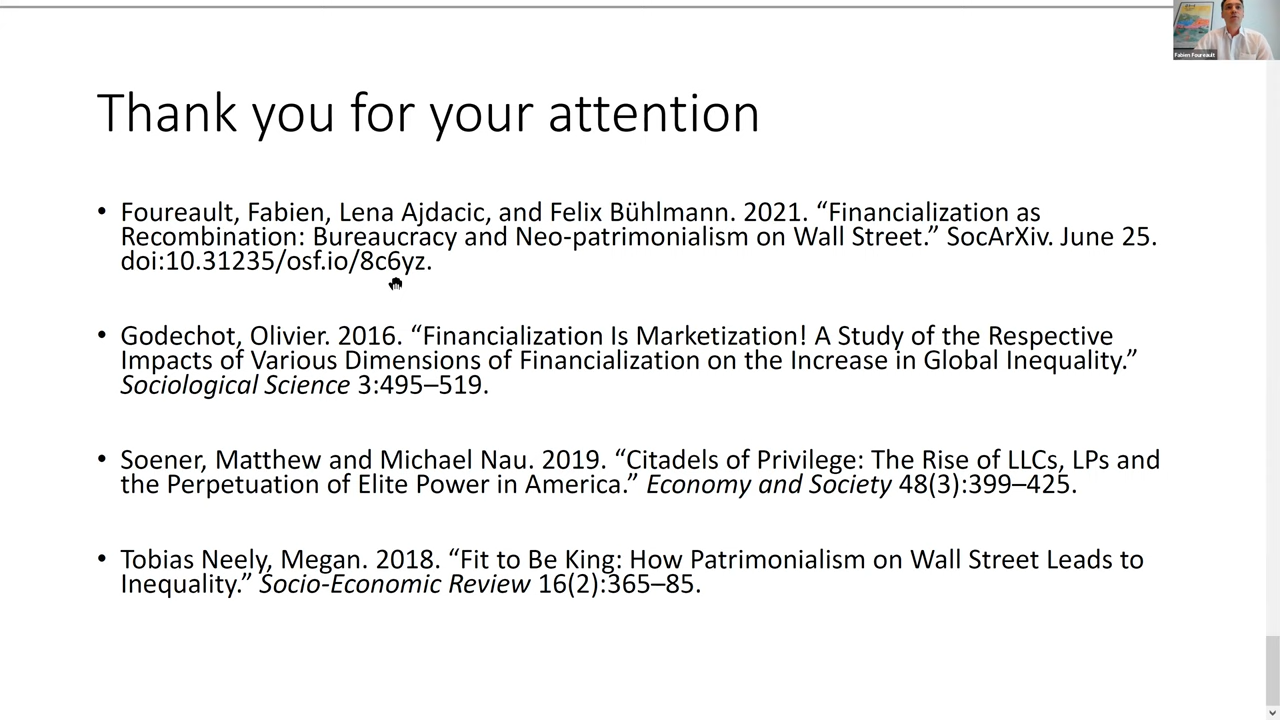 Fabien Foureault
Thank you for your attention
• Foureault, Fabien, Lena Ajdacic, and Felix Bühlmann. 2021. “Financialization as
Recombination: Bureaucracy and Neo-patrimonialism on Wall Street.” SocArXiv. June 25.
doi:10.31235/osf.io/8c6yz.
• Godechot, Olivier. 2016. “Financialization Is Marketization! A Study of the Respective
Impacts of Various Dimensions of Financialization on the Increase in Global Inequality.”
Sociological Science 3:495–519.
• Soener, Matthew and Michael Nau. 2019. “Citadels of Privilege: The Rise of LLCs, LPs and
the Perpetuation of Elite Power in America.” Economy and Society 48(3):399–425.
• Tobias Neely, Megan. 2018. “Fit to Be King: How Patrimonialism on Wall Street Leads to
Inequality.” Socio-Economic Review 16(2):365–85.